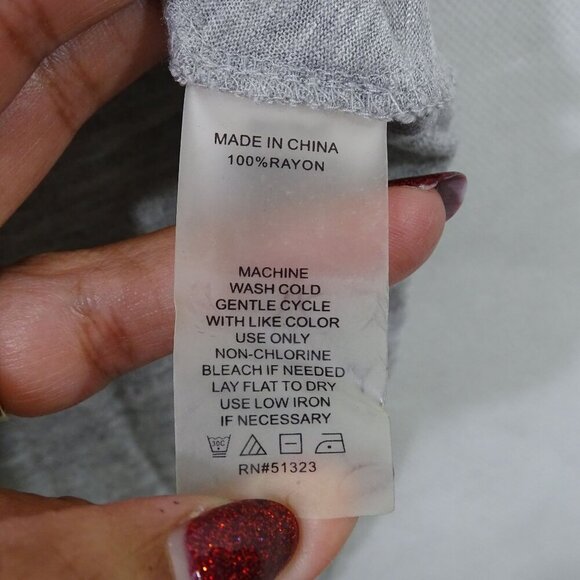 MADE IN CHINA
100%RAYON
MACHINE
WASH COLD
GENTLE CYCLE
WITH LIKE COLOR
USE ONLY
NON-CHLORINE
BLEACH IF NEEDED
LAY FLAT TO DRY
USE LOW IRON
IF NECESSARY
30C
RN#51323